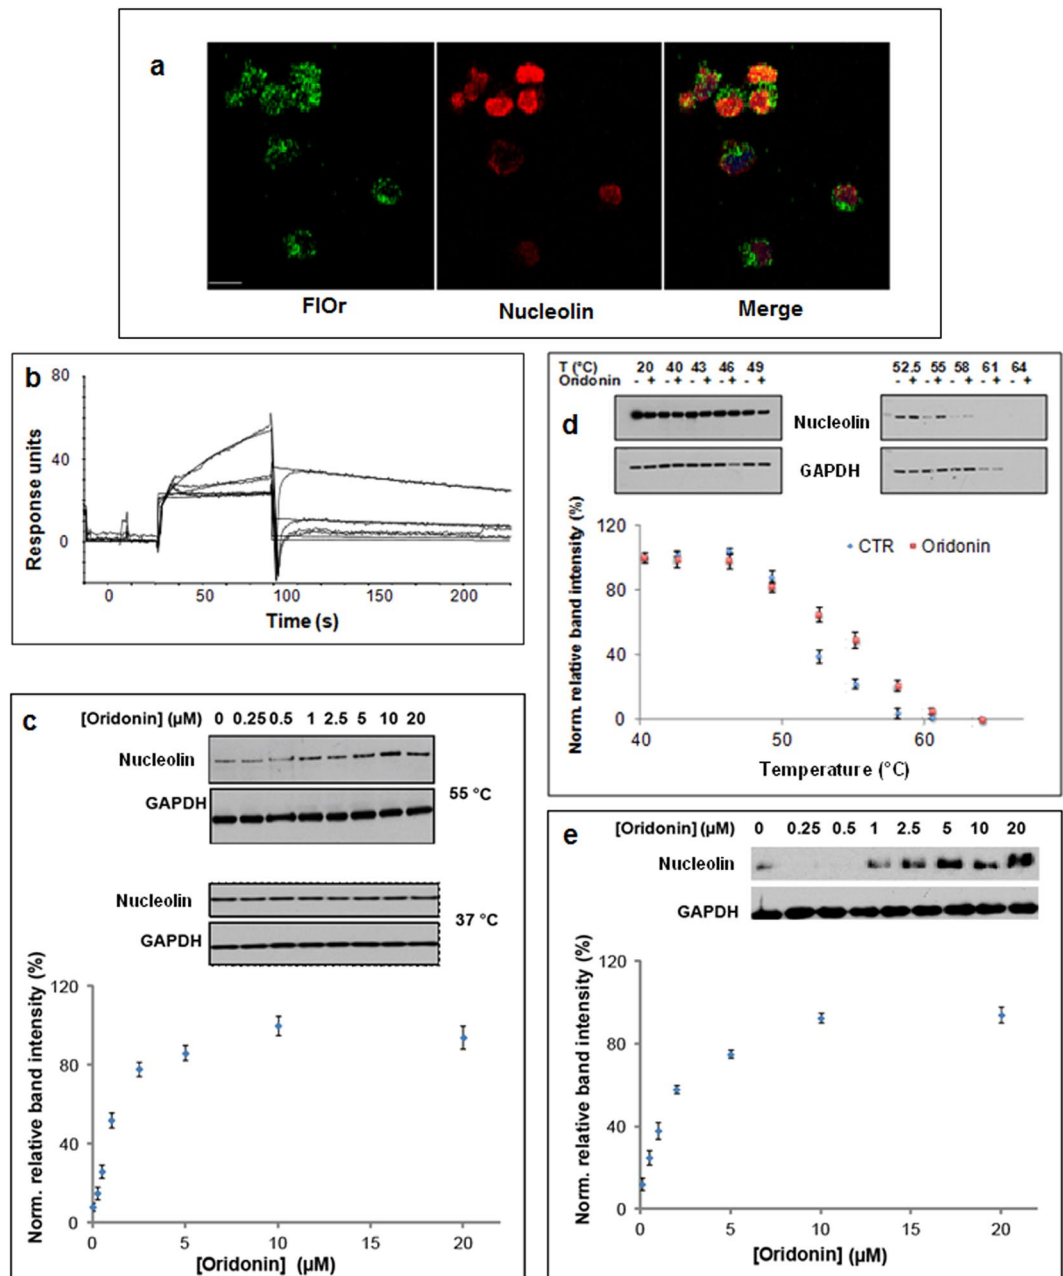 a
FlOr
Nucleolin
Merge
b
80
40
0
Response units
0 50 100 150 200
Time (s)
c
[Oridonin] (µM) 0 0.25 0.5 1 2.5 5 10 20
Nucleolin
GAPDH
55 °C
Nucleolin
GAPDH
37 °C
Norm. relative band intensity (%)
120
80
40
0
0 5 10 15 20
[Oridonin] (µM)
d
T (°C) 20 40 43 46 49 52.5 55 58 61 64
Oridonin - + - + - + - + - + - + - + - + - + - +
Nucleolin
GAPDH
Norm. relative band intensity (%)
120
80
40
0
CTR Oridonin
40 50 60
Temperature (°C)
e
[Oridonin] (µM) 0 0.25 0.5 1 2.5 5 10 20
Nucleolin
GAPDH
Norm. relative band intensity (%)
120
80
40
0
0 5 10 15 20
[Oridonin] (µM)